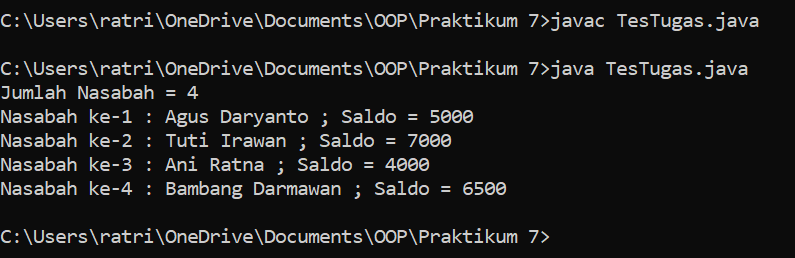 C:\Users\ratri\OneDrive\Documents\OOP\Praktikum 7>javac TesTugas.java
C:\Users\ratri\OneDrive\Documents\OOP\Praktikum 7>java TesTugas.java
Jumlah Nasabah = 4
Nasabah ke-1 : Agus Daryanto ; Saldo = 5000
Nasabah ke-2 : Tuti Irawan ; Saldo = 7000
Nasabah ke-3 : Ani Ratna ; Saldo = 4000
Nasabah ke-4 : Bambang Darmawan ; Saldo = 6500
C:\Users\ratri\OneDrive\Documents\OOP\Praktikum 7>